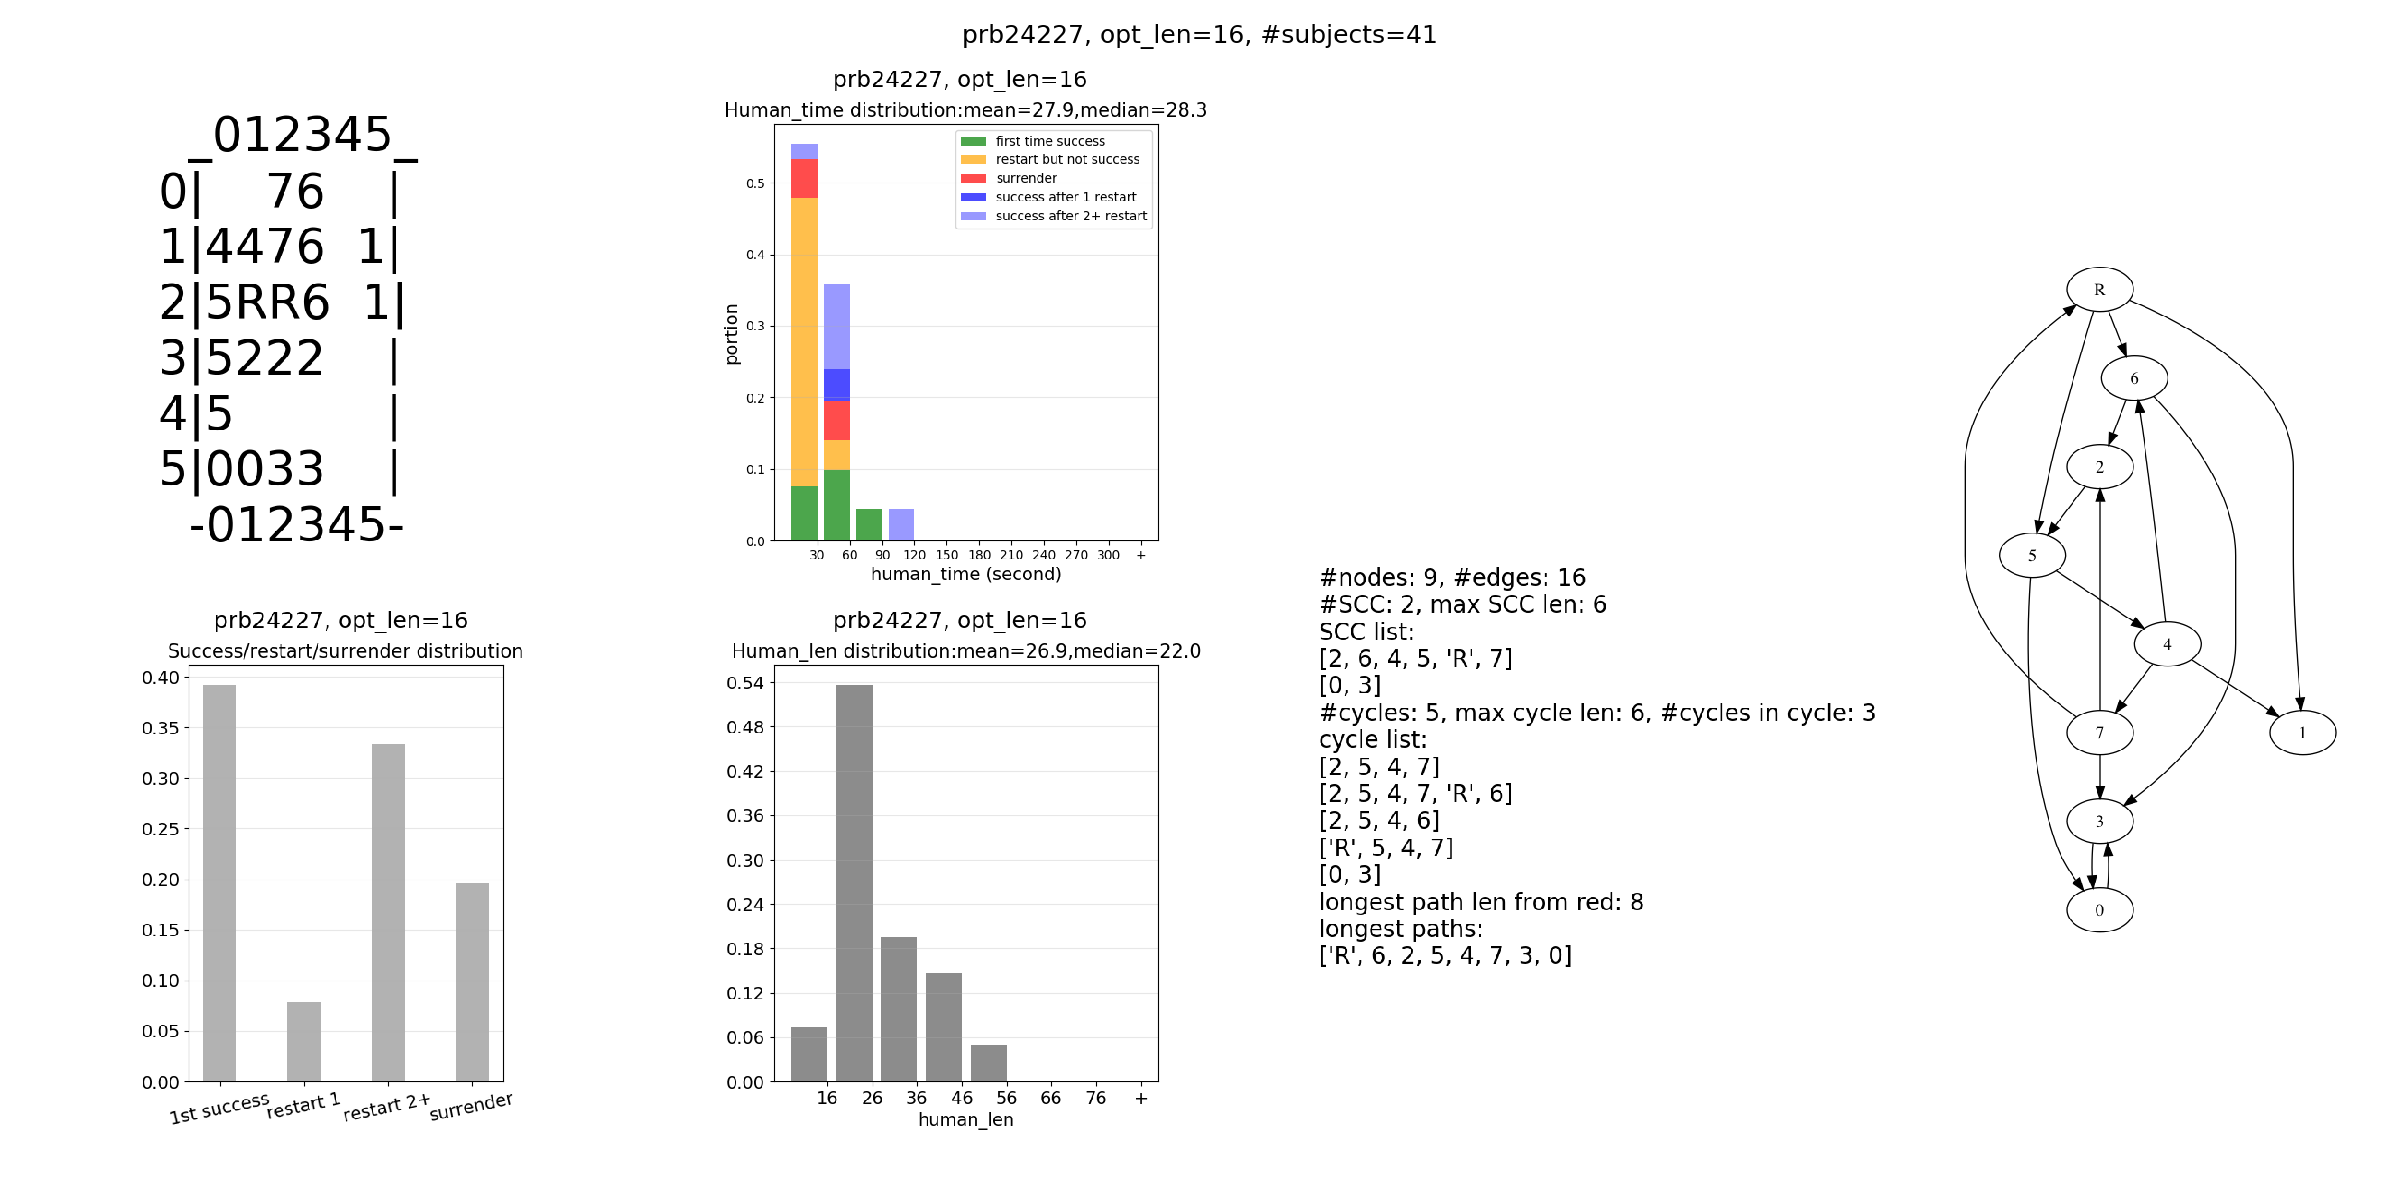 prb24227, opt_len=16, #subjects=41
_012345_
0|  76  |
1|4476 1|
2|5RR6 1|
3|5222  |
4|5     |
5|0033  |
-012345-
prb24227, opt_len=16
Human_time distribution:mean=27.9,median=28.3
first time success
restart but not success
surrender
success after 1 restart
success after 2+ restart
0.5
0.4
0.3
0.2
0.1
0.0
portion
30 60 90 120 150 180 210 240 270 300 +
human_time (second)
prb24227, opt_len=16
Success/restart/surrender distribution
0.40
0.35
0.30
0.25
0.20
0.15
0.10
0.05
0.00
1st success restart 1 restart 2+ surrender
prb24227, opt_len=16
Human_len distribution:mean=26.9,median=22.0
0.54
0.48
0.42
0.36
0.30
0.24
0.18
0.12
0.06
0.00
16 26 36 46 56 66 76 +
human_len
#nodes: 9, #edges: 16
#SCC: 2, max SCC len: 6
SCC list:
[2, 6, 4, 5, 'R', 7]
[0, 3]
#cycles: 5, max cycle len: 6, #cycles in cycle: 3
cycle list:
[2, 5, 4, 7]
[2, 5, 4, 7, 'R', 6]
[2, 5, 4, 6]
['R', 5, 4, 7]
[0, 3]
longest path len from red: 8
longest paths:
['R', 6, 2, 5, 4, 7, 3, 0]
R
6
2
5
4
7
1
3
0